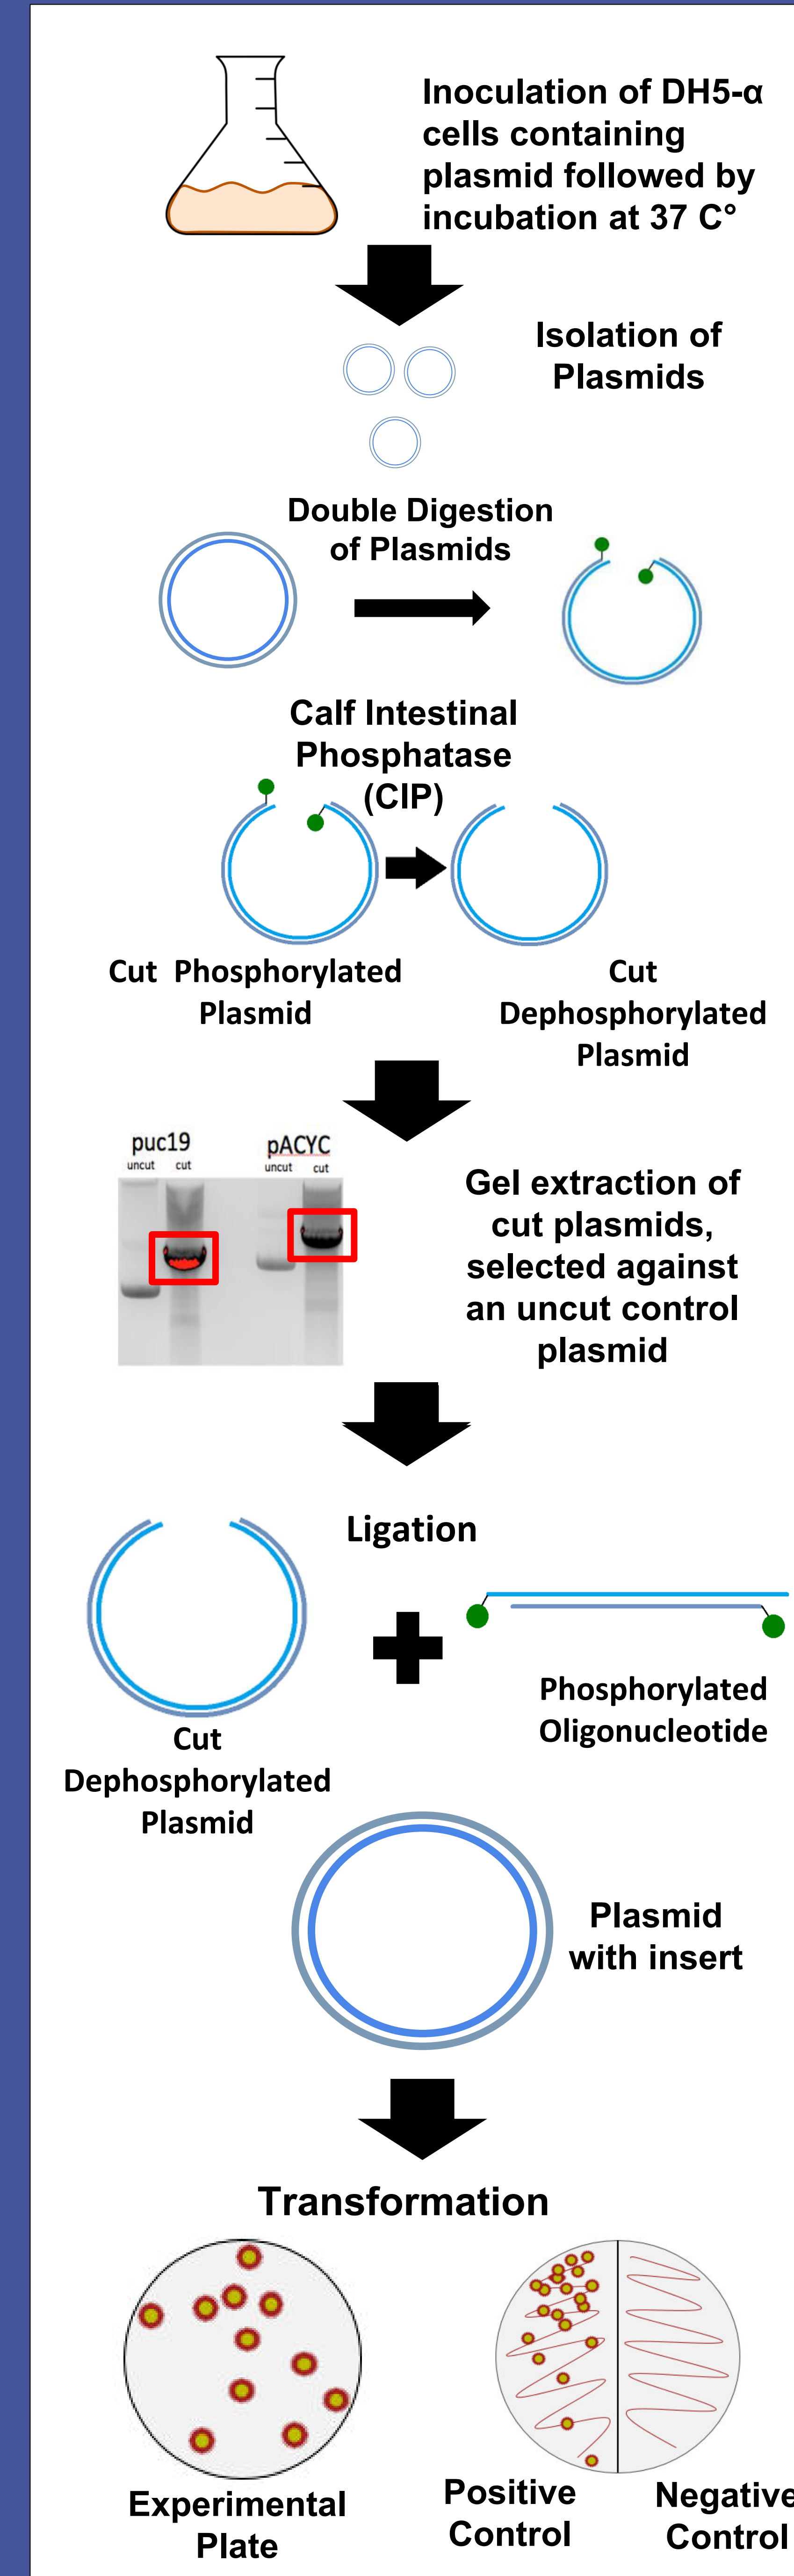 Inoculation of DH5-α
cells containing
plasmid followed by
incubation at 37 C°
Isolation of
Plasmids
Double Digestion
of Plasmids
Calf Intestinal
Phosphatase
(CIP)
Cut Phosphorylated
Plasmid
Cut
Dephosphorylated
Plasmid
puc19
uncut cut
pACYC
uncut cut
Gel extraction of
cut plasmids,
selected against
an uncut control
plasmid
Ligation
Phosphorylated
Oligonucleotide
Cut
Dephosphorylated
Plasmid
Plasmid
with insert
Transformation
Experimental
Plate
Positive
Control
Negative
Control